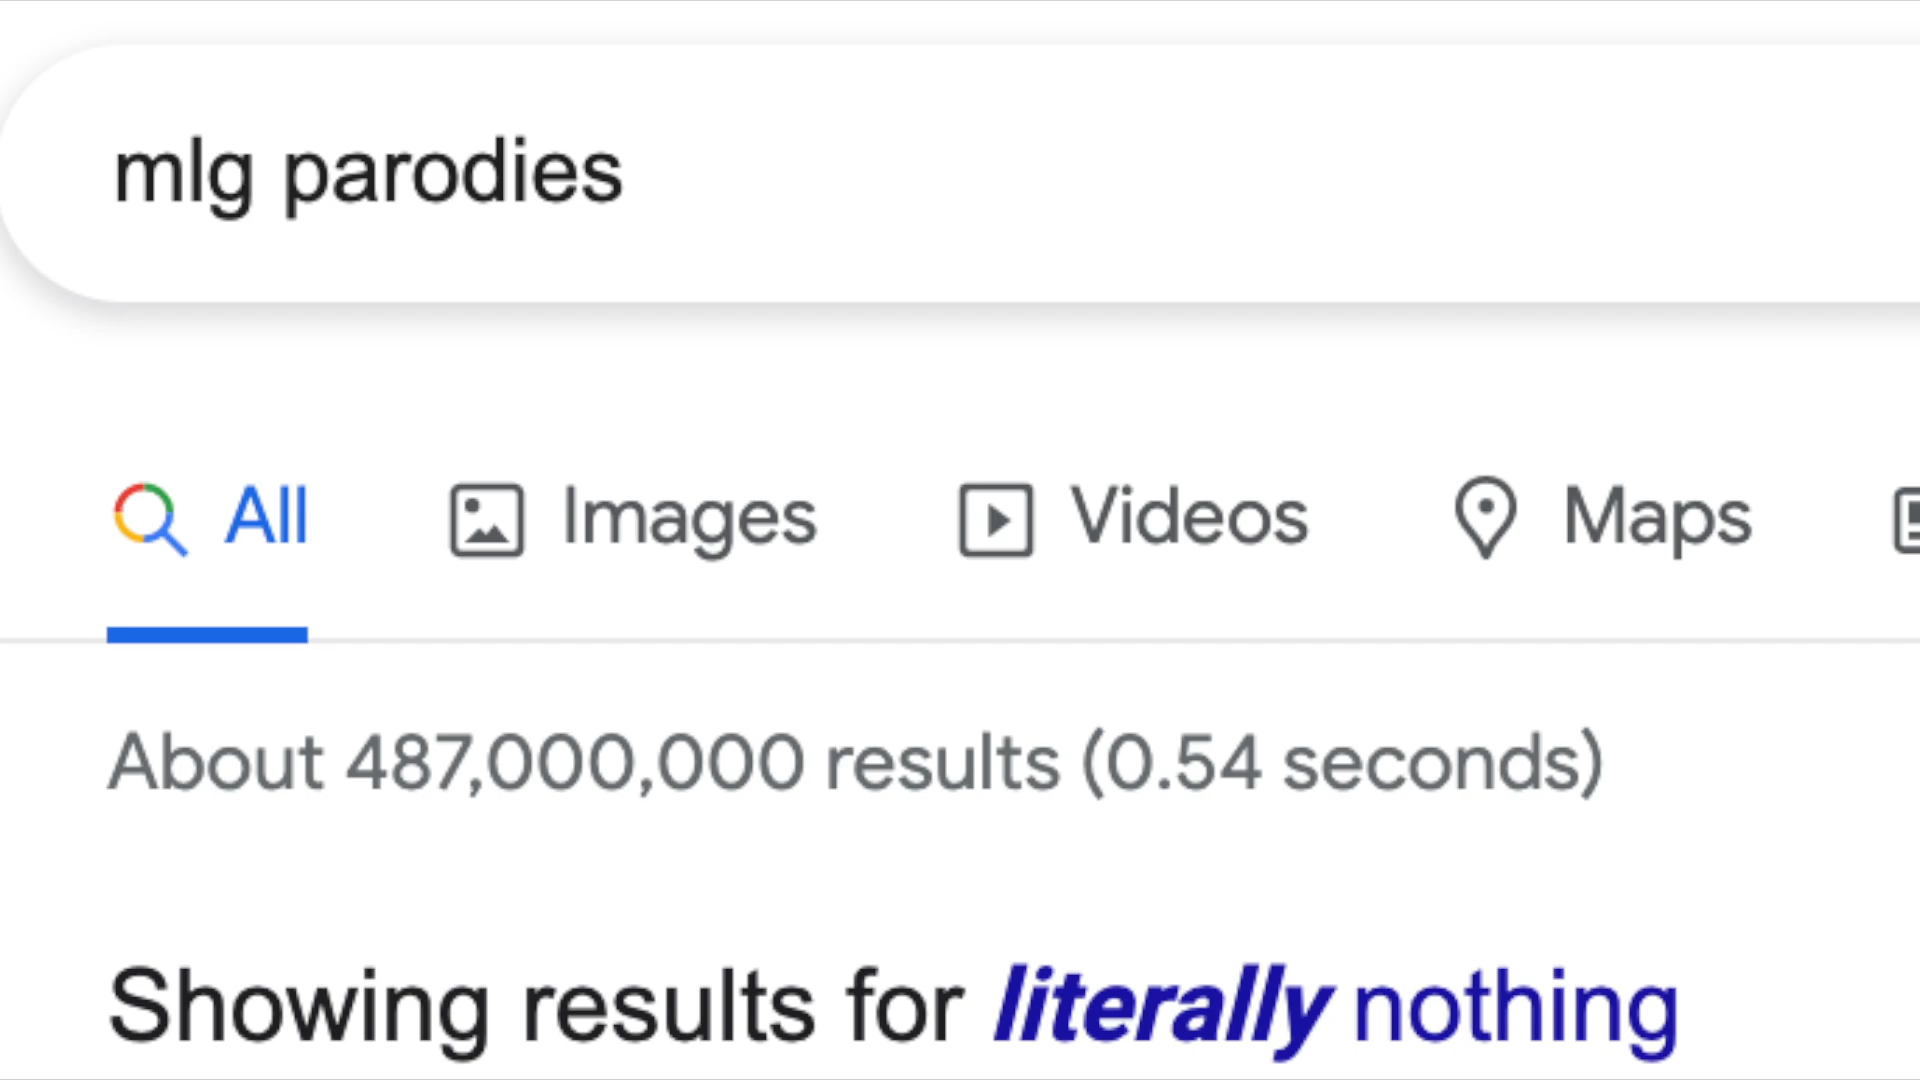 mlg parodies
All Images Videos Maps
About 487,000,000 results (0.54 seconds)
Showing results for literally nothing